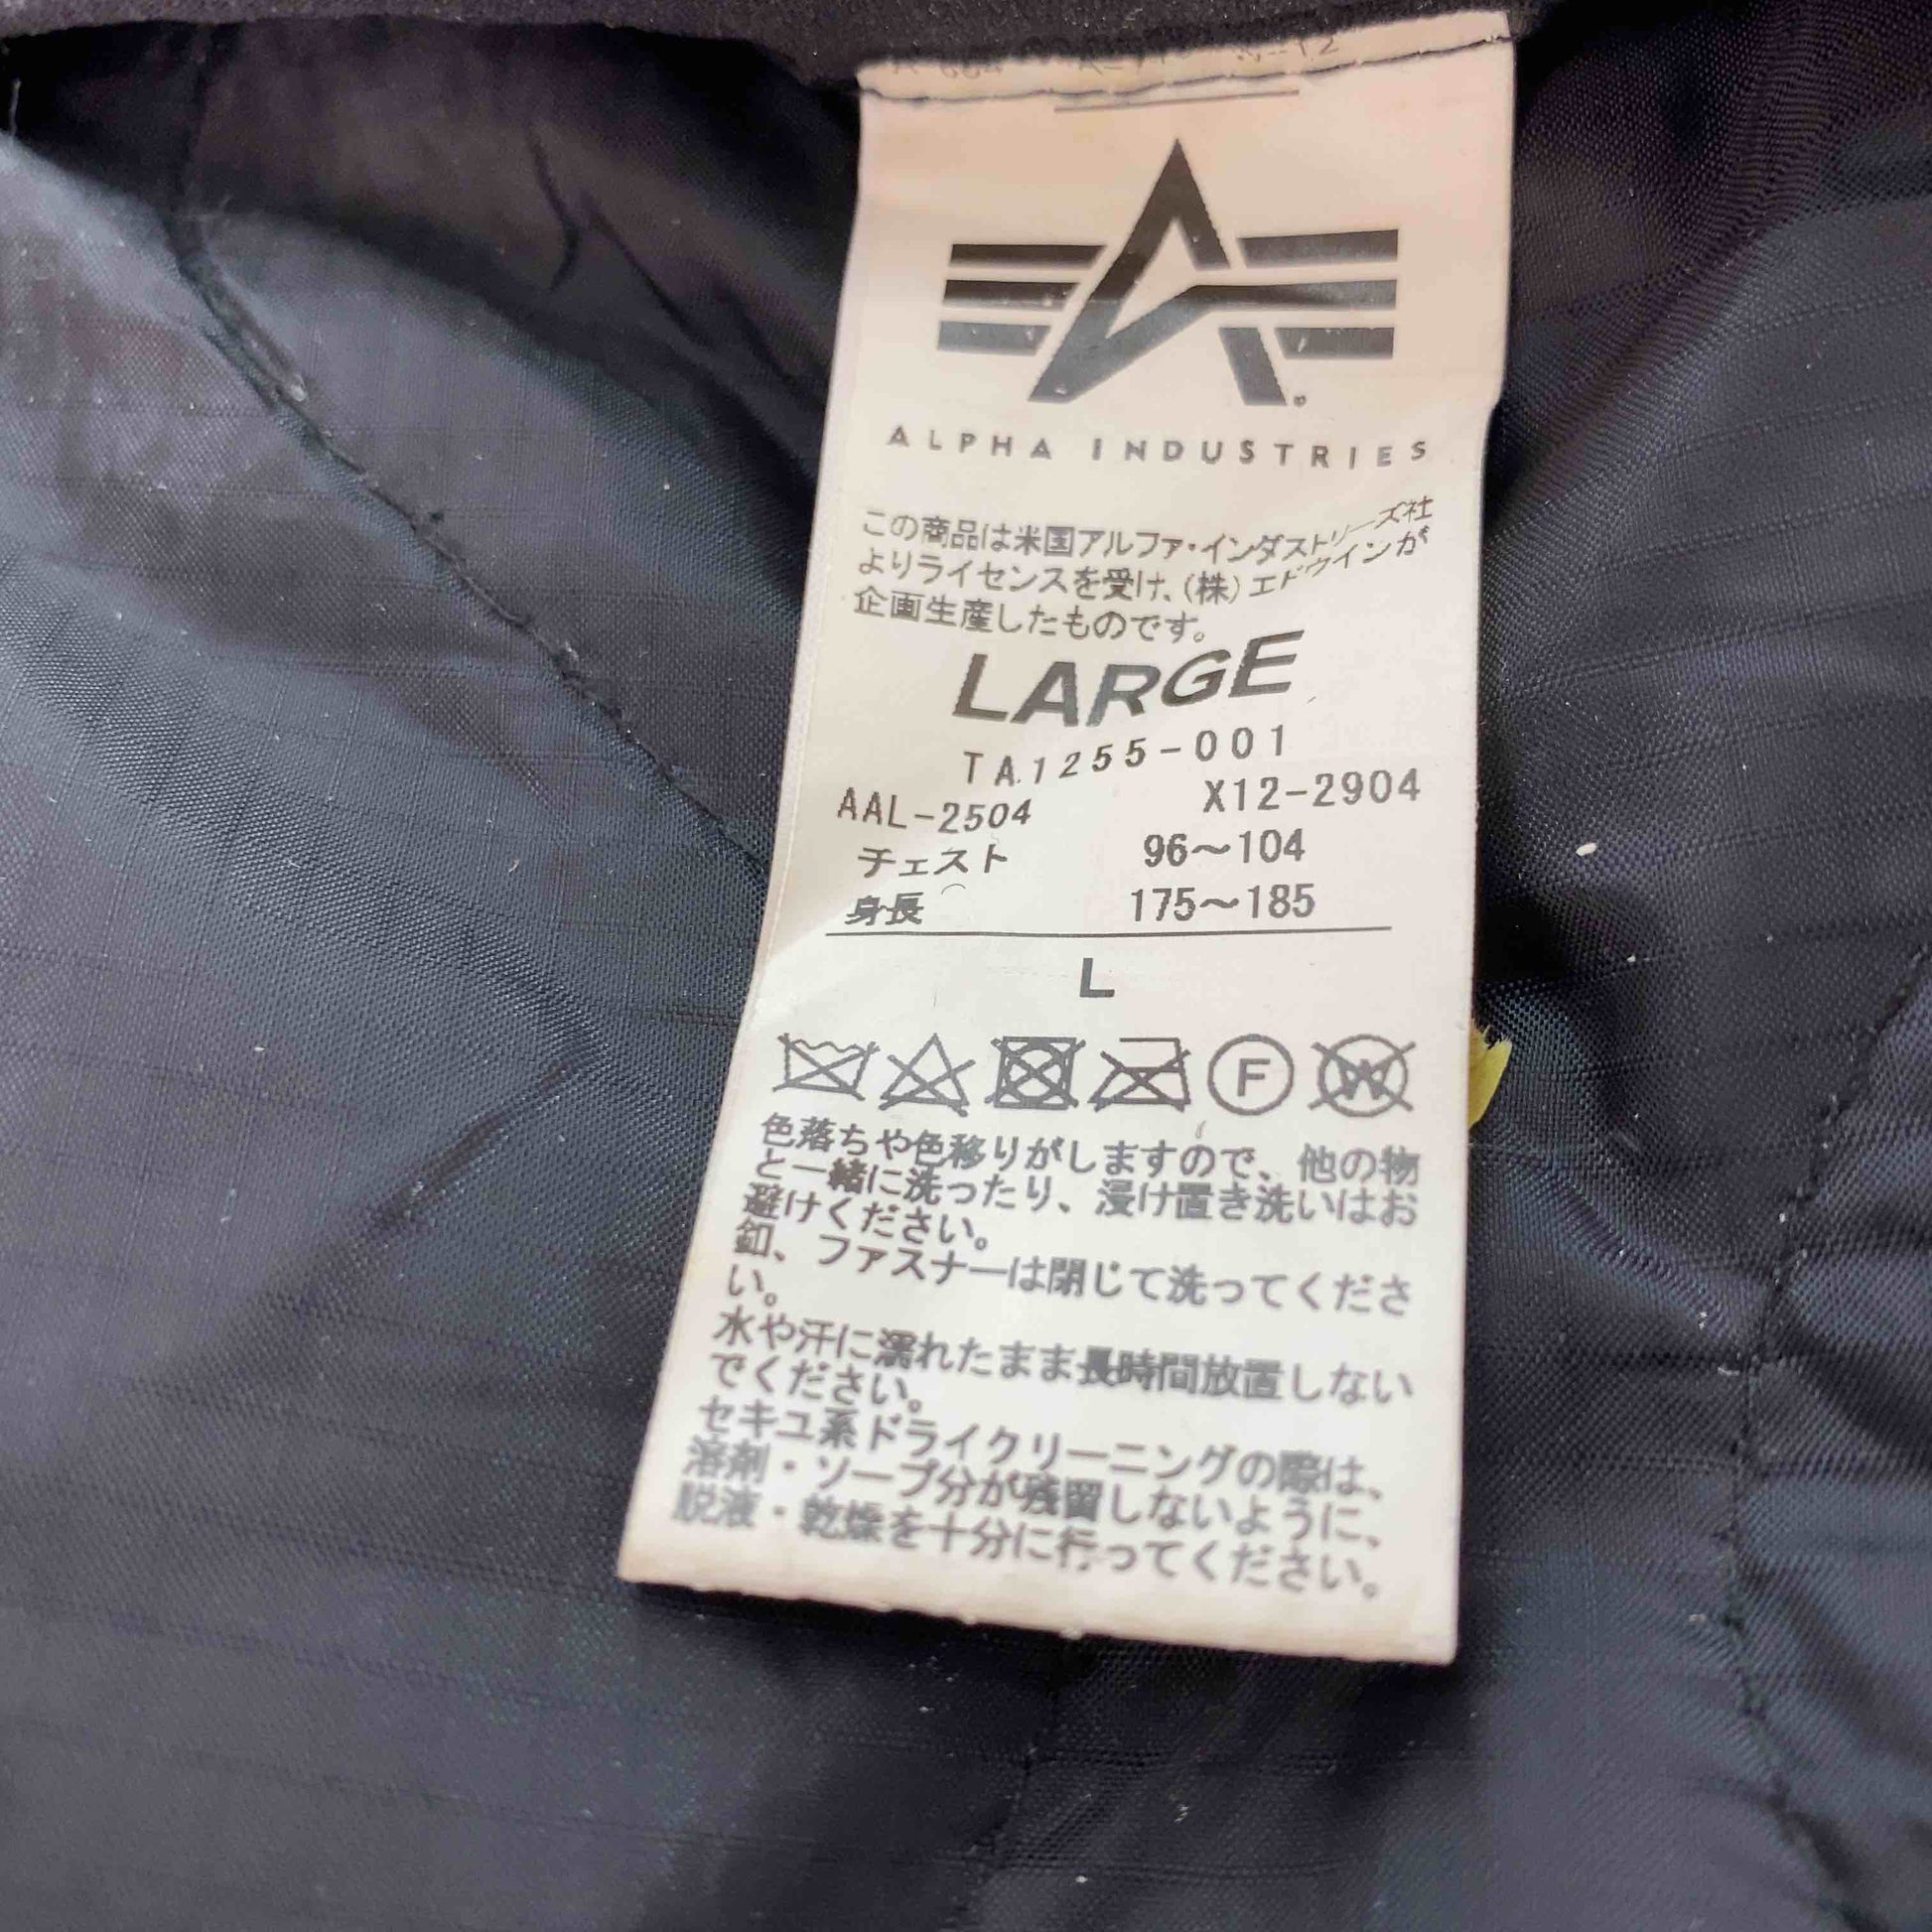 ALPHA INDUSTRIES
この商品は米国アルファ・インダストリーズ社
よりライセンスを受け、(株)エドウインが
企画生産したものです。
LARGE
TA.1255-001
AAL-2504 X12-2904
チェスト 96～104
身長 175～185
L
F W
色落ちや色移りがしますので、他の物
と一緒に洗ったり、浸け置き洗いはお
避けください。
釦、ファスナーは閉じて洗ってくださ
い。
水や汗に濡れたまま長時間放置しない
でください。
セキユ系ドライクリーニングの際は、
溶剤・ソープ分が残留しないように、
脱液・乾燥を十分に行ってください。